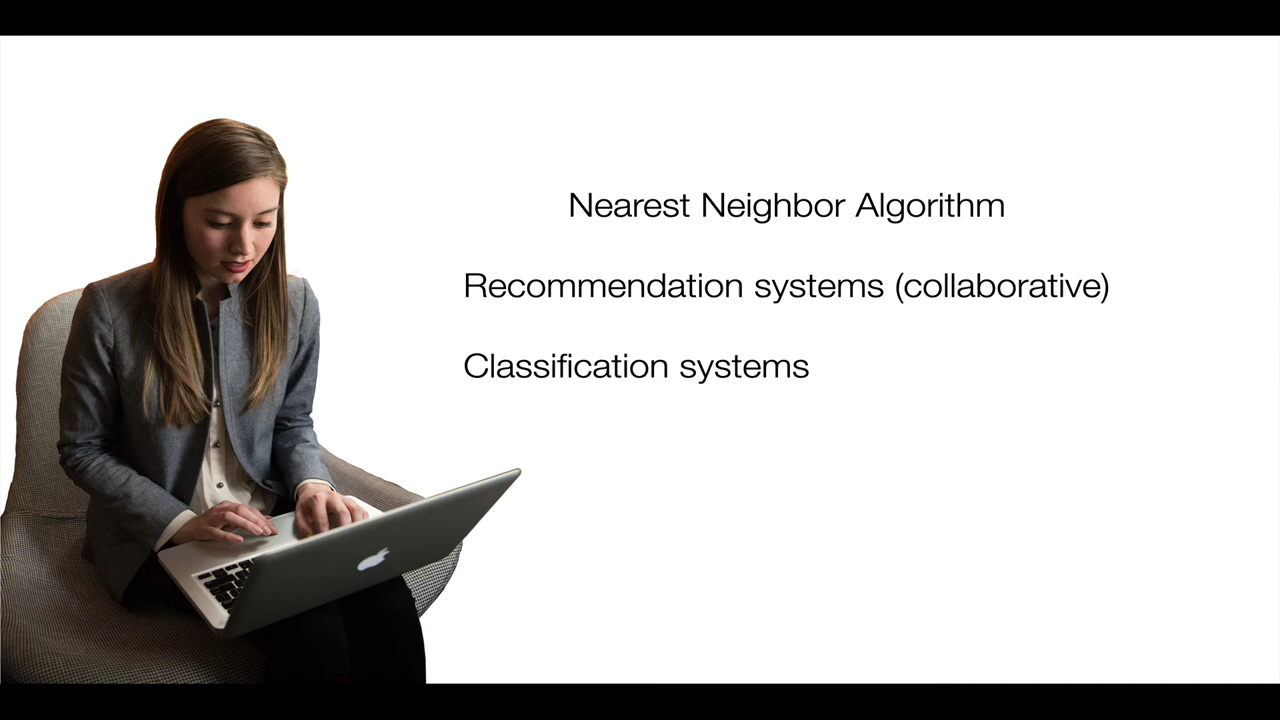 Nearest Neighbor Algorithm
Recommendation systems (collaborative)
Classification systems